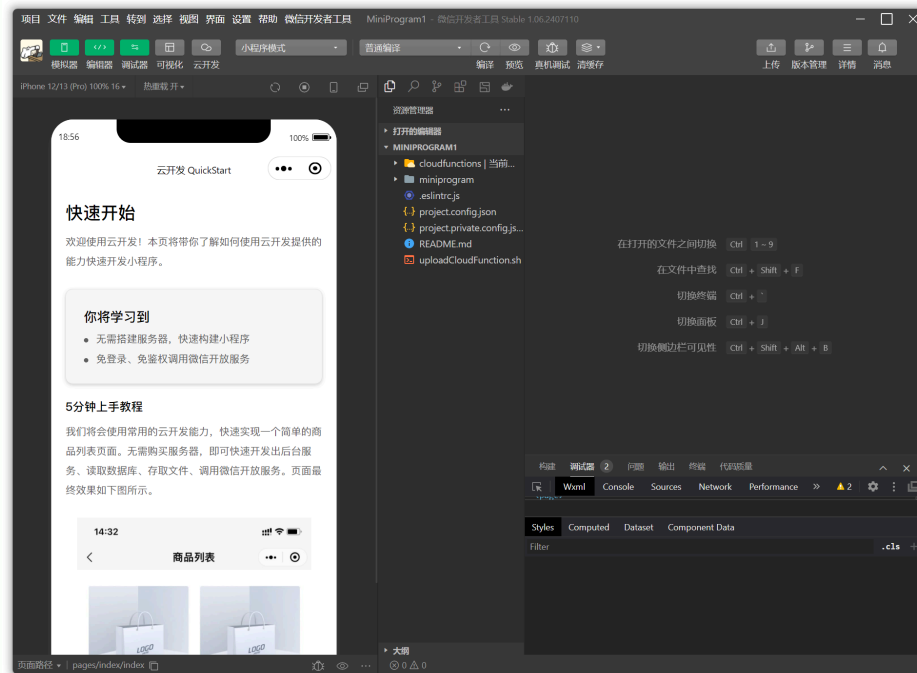 项目 文件 编辑 工具 转到 选择 视图 界面 设置 帮助 微信开发者工具 MiniProgram1 - 微信开发者工具 Stable 1.06.2407110
小程序模式 普通编译
模拟器 编辑器 调试器 可视化 云开发 编译 预览 真机调试 清缓存 上传 版本管理 详情 消息
iPhone 12/13 (Pro) 100% 16 热重载 开
18:56 100%
云开发 QuickStart
快速开始
欢迎使用云开发！本页将带你了解如何使用云开发提供的
能力快速开发小程序。
你将学习到
无需搭建服务器，快速构建小程序
免登录、免鉴权调用微信开放服务
5分钟上手教程
我们将会使用常用的云开发能力，快速实现一个简单的商
品列表页面。无需购买服务器，即可快速开发出后台服
务、读取数据库、存取文件、调用微信开放服务。页面最
终效果如下图所示。
14:32
商品列表
LOGO LOGO
页面路径 pages/index/index
资源管理器 ...
打开的编辑器
MINIPROGRAM1
cloudfunctions | 当前...
miniprogram
.eslintrc.js
{..} project.config.json
{..} project.private.config.js...
README.md
uploadCloudFunction.sh
大纲
0 0
在打开的文件之间切换 Ctrl 1 ~ 9
在文件中查找 Ctrl + Shift + F
切换终端 Ctrl + `
切换面板 Ctrl + J
切换侧边栏可见性 Ctrl + Shift + Alt + B
构建 调试器 2 问题 输出 终端 代码质量
Wxml Console Sources Network Performance » 2
Styles Computed Dataset Component Data
Filter .cls +